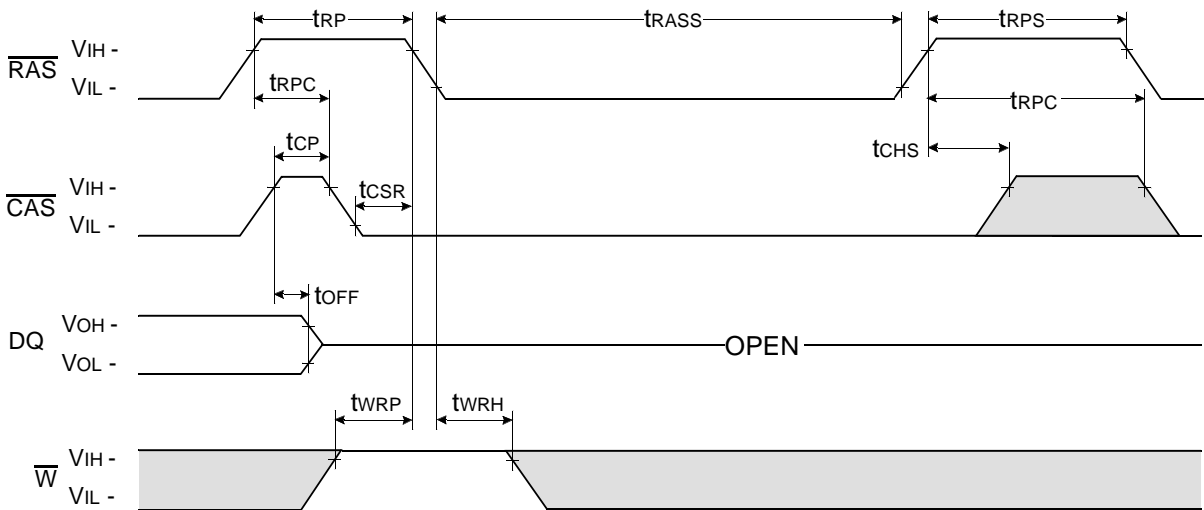 tRP
tRASS
tRPS
RAS
VIH -
VIL -
tRPC
tRPC
tCP
tCHS
CAS
VIH -
VIL -
tCSR
tOFF
DQ
VOH -
VOL -
OPEN
tWRP
tWRH
W
VIH -
VIL -